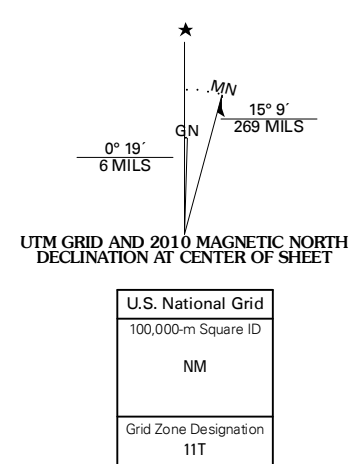 MN
GN
15° 9´
269 MILS
0° 19´
6 MILS
UTM GRID AND 2010 MAGNETIC NORTH
DECLINATION AT CENTER OF SHEET
U.S. National Grid
100,000-m Square ID
NM
Grid Zone Designation
11T